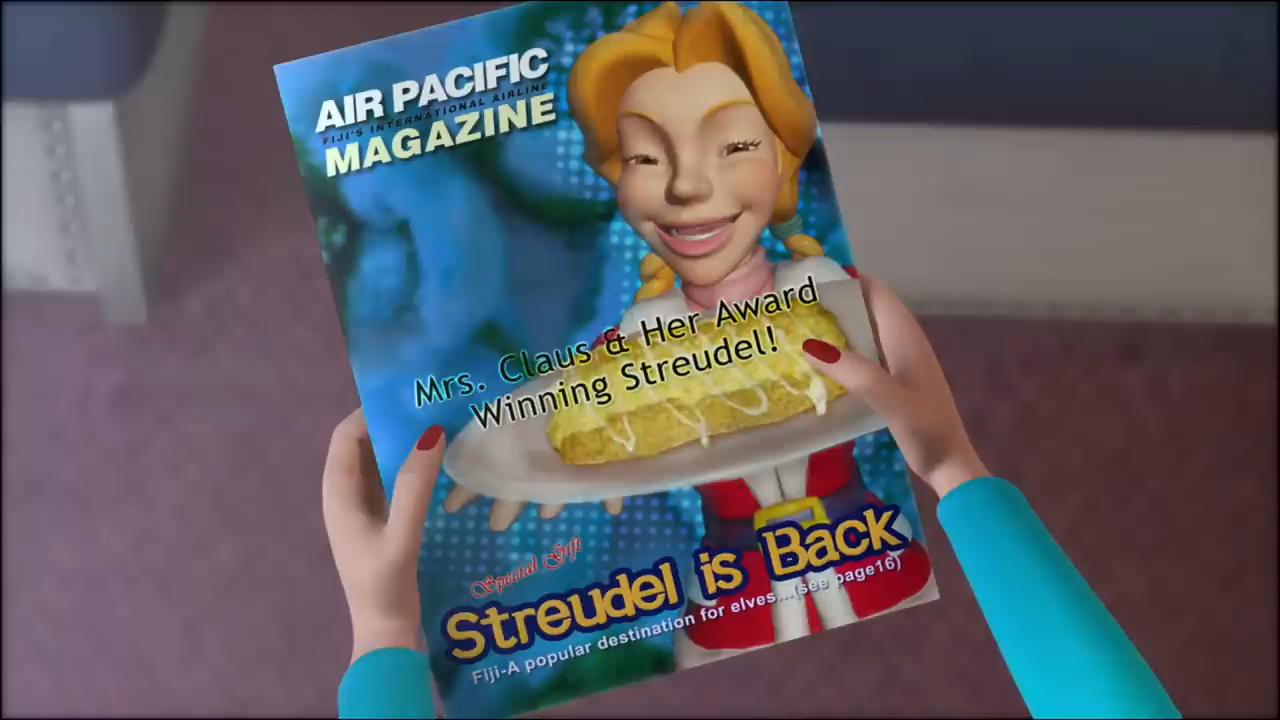 AIR PACIFIC
FIJI'S INTERNATIONAL AIRLINE
MAGAZINE
Mrs. Claus & Her Award
Winning Streudel!
Special Gift
Streudel is Back
Fiji-A popular destination for elves...(see page16)